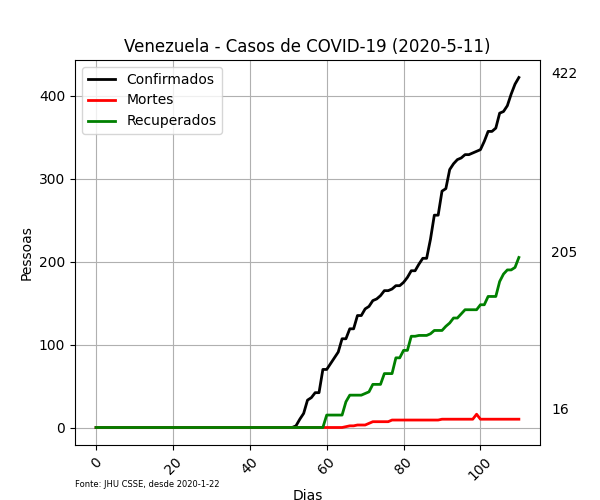 Venezuela - Casos de COVID-19 (2020-5-11)
Confirmados
Mortes
Recuperados
422
205
16
Pessoas
400
300
200
100
0
0
20
40
60
80
100
Fonte: JHU CSSE, desde 2020-1-22
Dias